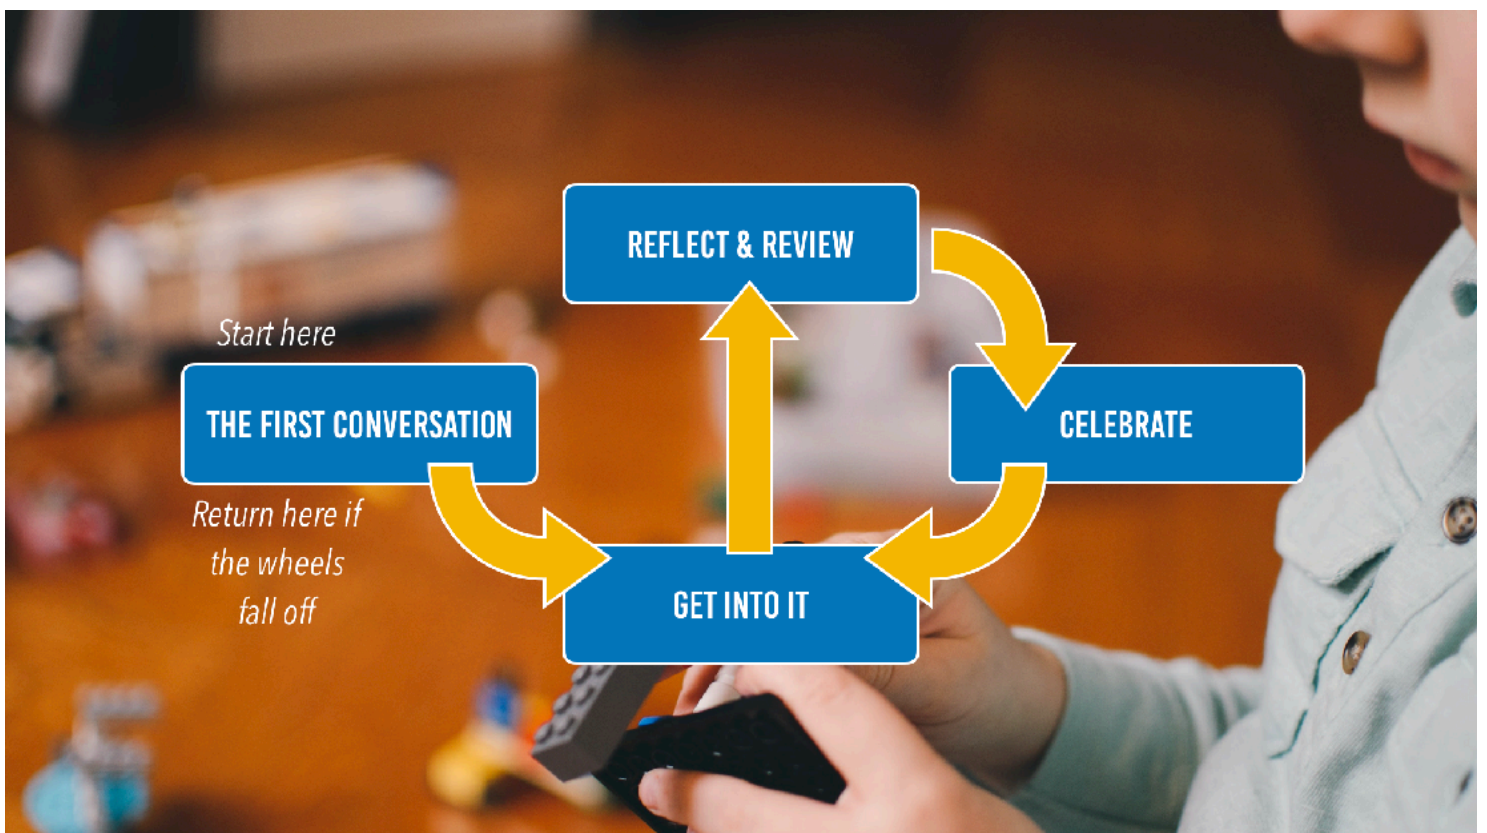 REFLECT & REVIEW
Start here
THE FIRST CONVERSATION
Return here if
the wheels
fall off
CELEBRATE
GET INTO IT